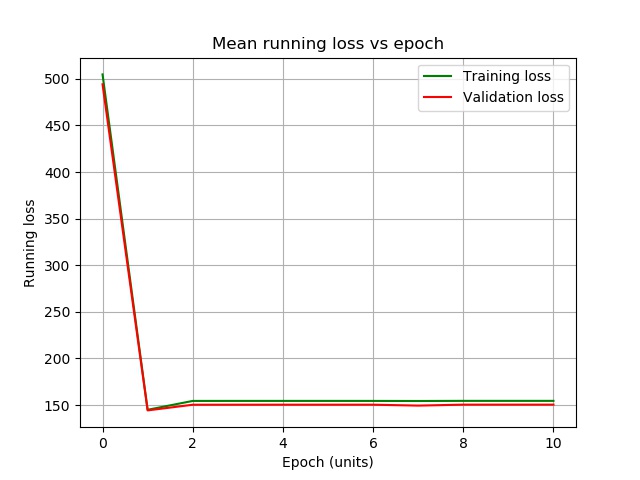 Mean running loss vs epoch
Training loss
Validation loss
500
450
400
350
300
250
200
150
Running loss
0 2 4 6 8 10
Epoch (units)